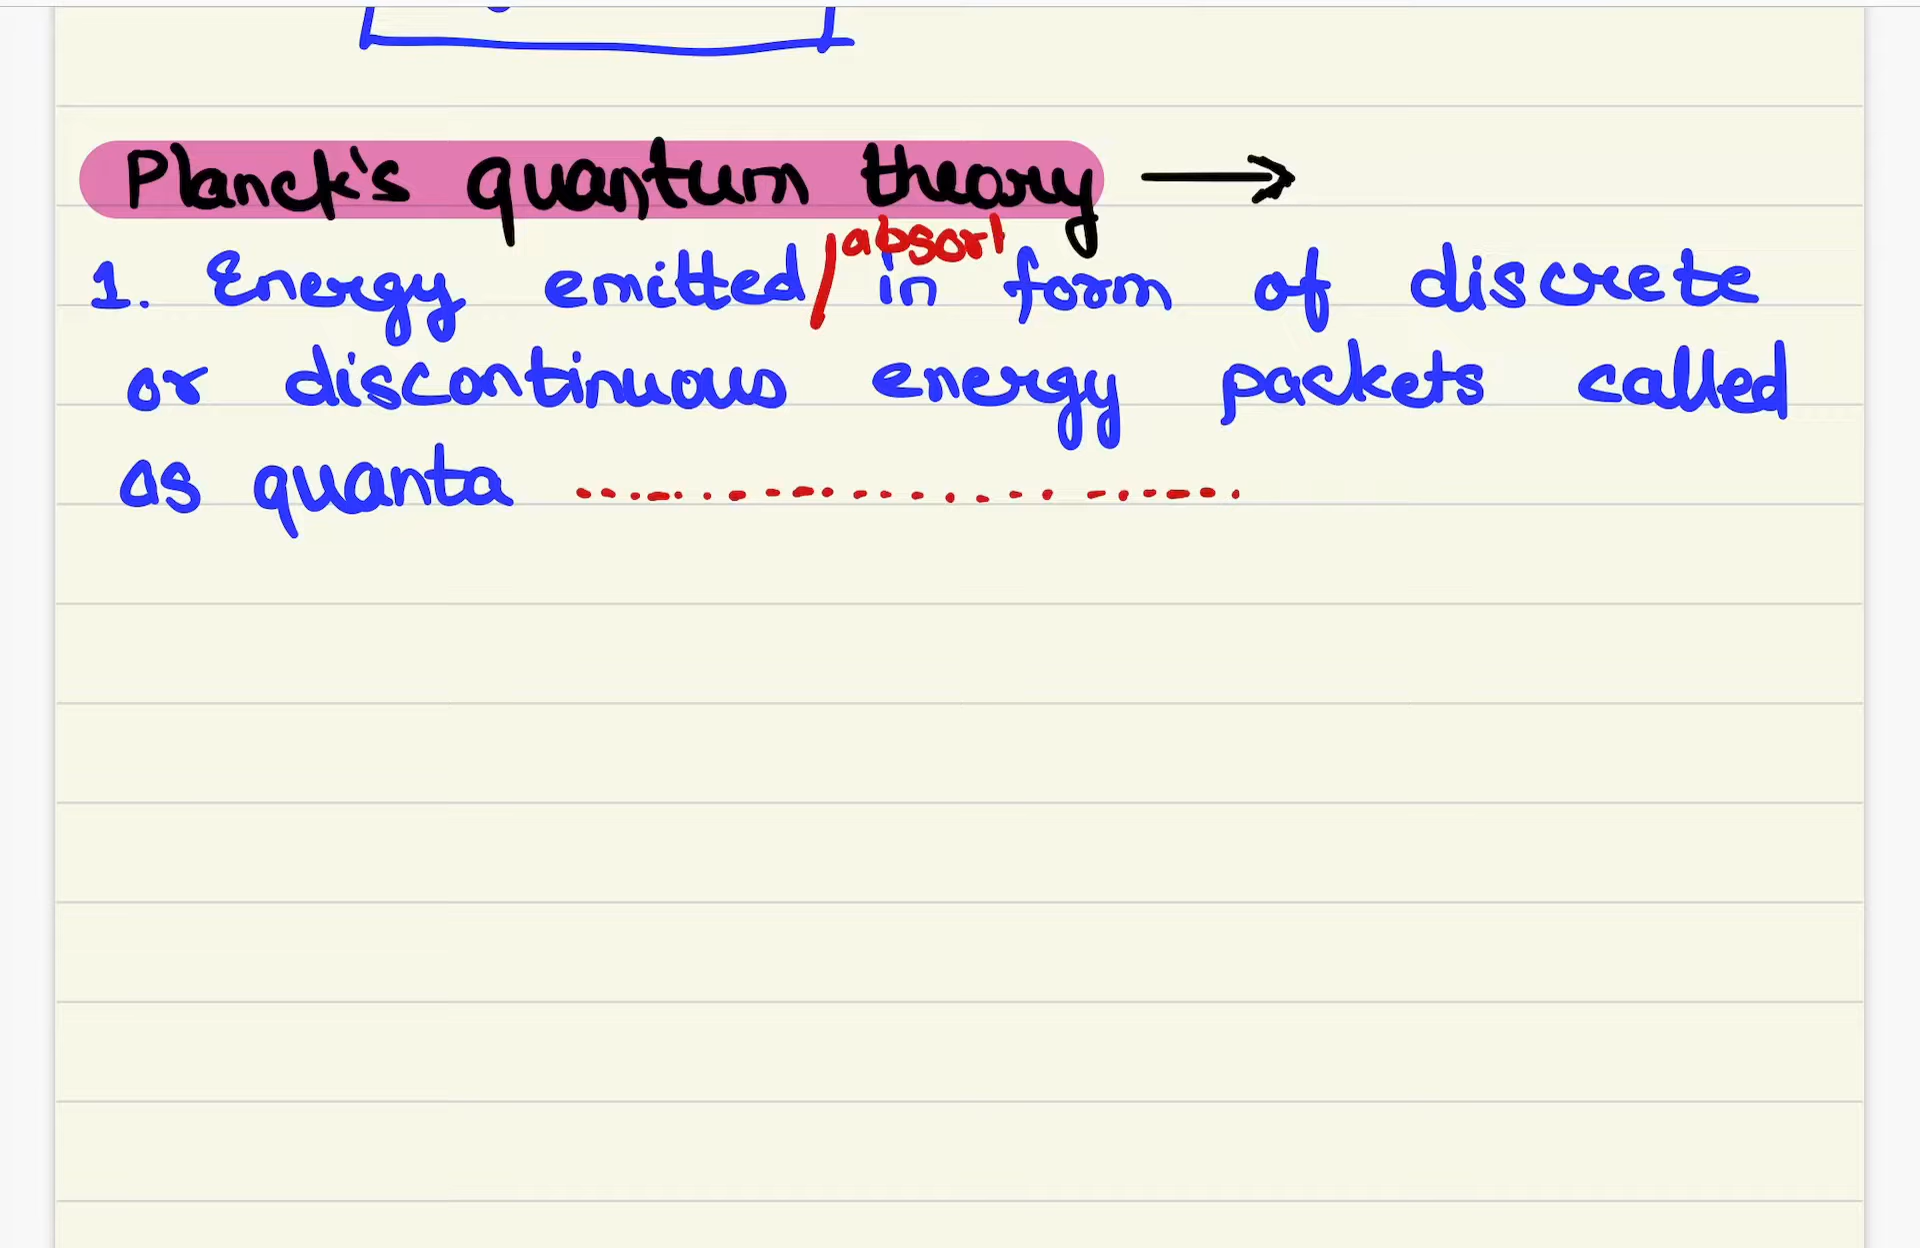 Planck's quantum theory →
absorb
1. Energy emitted/ in form of discrete
or discontinuous energy packets called
as quanta